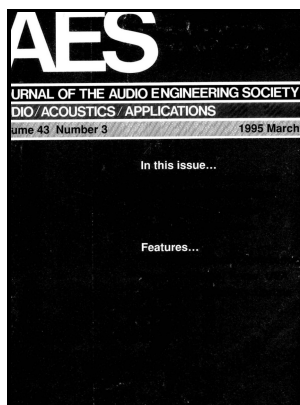 AES
URNAL OF THE AUDIO ENGINEERING SOCIETY
DIO/ACOUSTICS/APPLICATIONS
ume 43 Number 3 1995 March
In this issue...
Features...